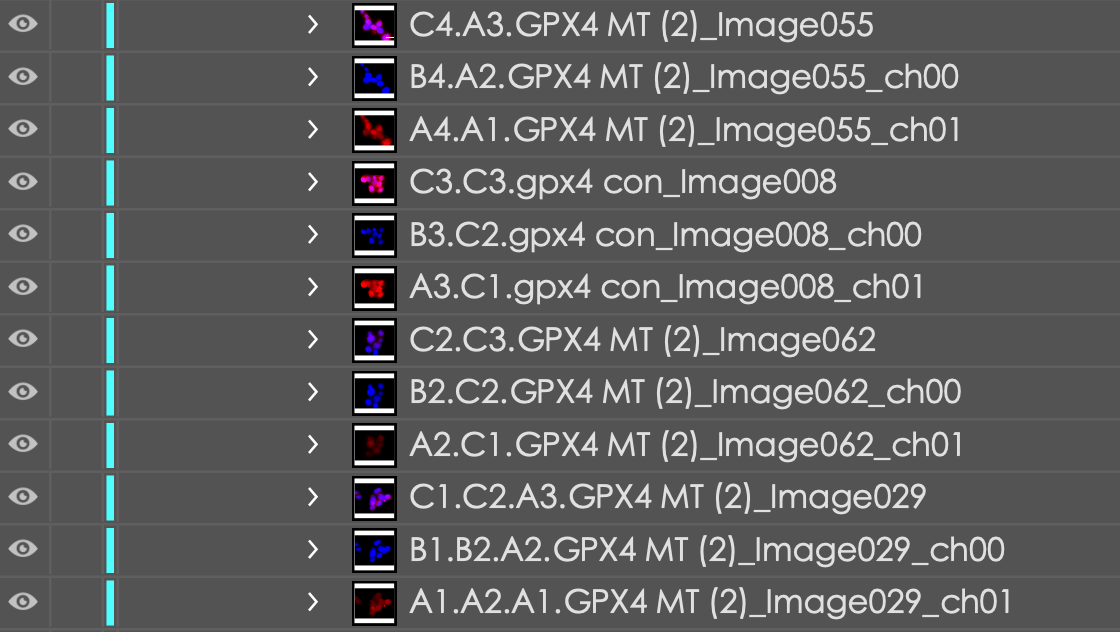 C4.A3.GPX4 MT (2)_Image055
B4.A2.GPX4 MT (2)_Image055_ch00
A4.A1.GPX4 MT (2)_Image055_ch01
C3.C3.gpx4 con_Image008
B3.C2.gpx4 con_Image008_ch00
A3.C1.gpx4 con_Image008_ch01
C2.C3.GPX4 MT (2)_Image062
B2.C2.GPX4 MT (2)_Image062_ch00
A2.C1.GPX4 MT (2)_Image062_ch01
C1.C2.A3.GPX4 MT (2)_Image029
B1.B2.A2.GPX4 MT (2)_Image029_ch00
A1.A2.A1.GPX4 MT (2)_Image029_ch01